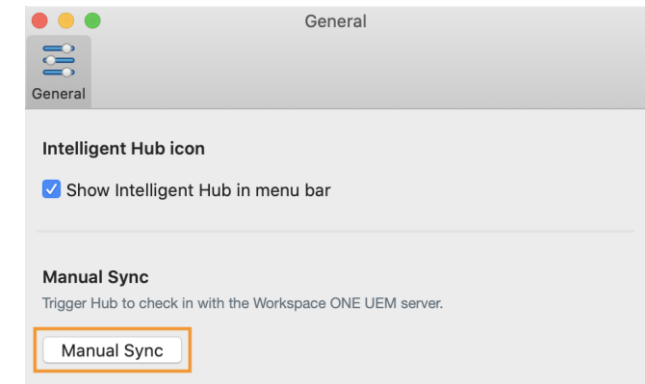 General
General
Intelligent Hub icon
Show Intelligent Hub in menu bar
Manual Sync
Trigger Hub to check in with the Workspace ONE UEM server.
Manual Sync